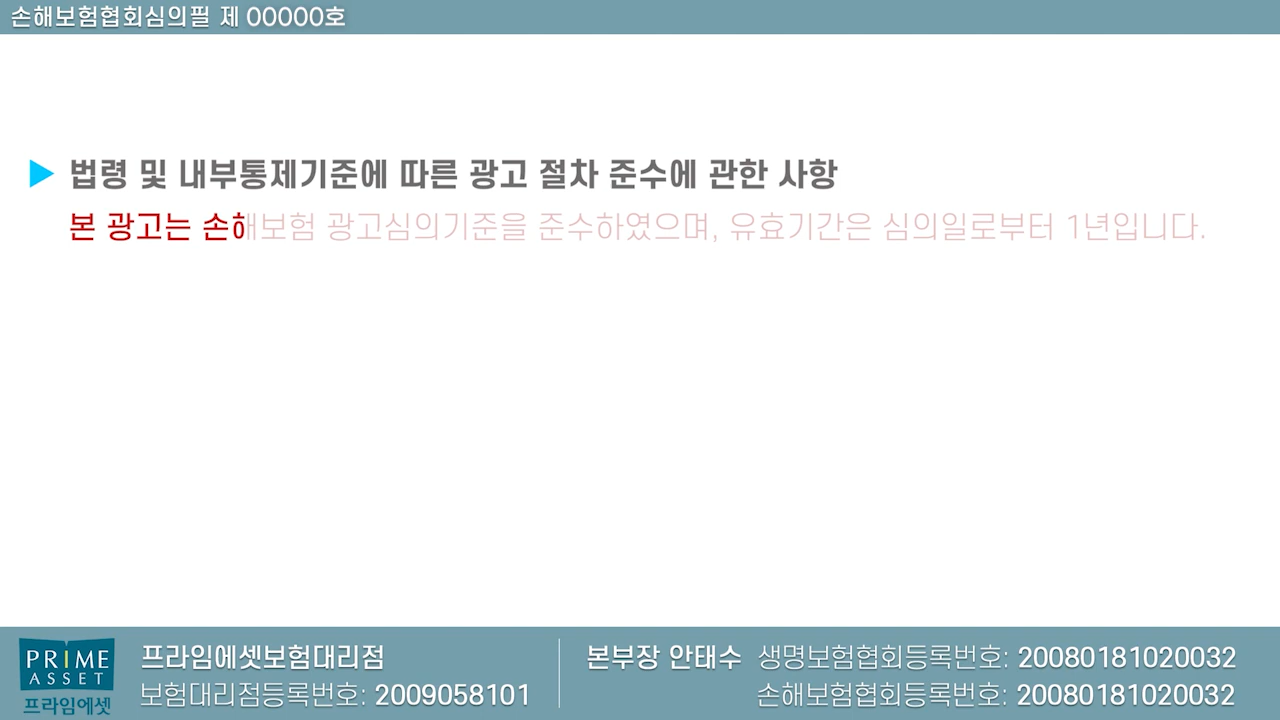 손해보험협회심의필 제 00000호
▶ 법령 및 내부통제기준에 따른 광고 절차 준수에 관한 사항
본 광고는 손해보험 광고심의기준을 준수하였으며, 유효기간은 심의일로부터 1년입니다.
PRIME
ASSET
프라임에셋
프라임에셋보험대리점
보험대리점등록번호: 2009058101
본부장 안태수 생명보험협회등록번호: 20080181020032
손해보험협회등록번호: 20080181020032